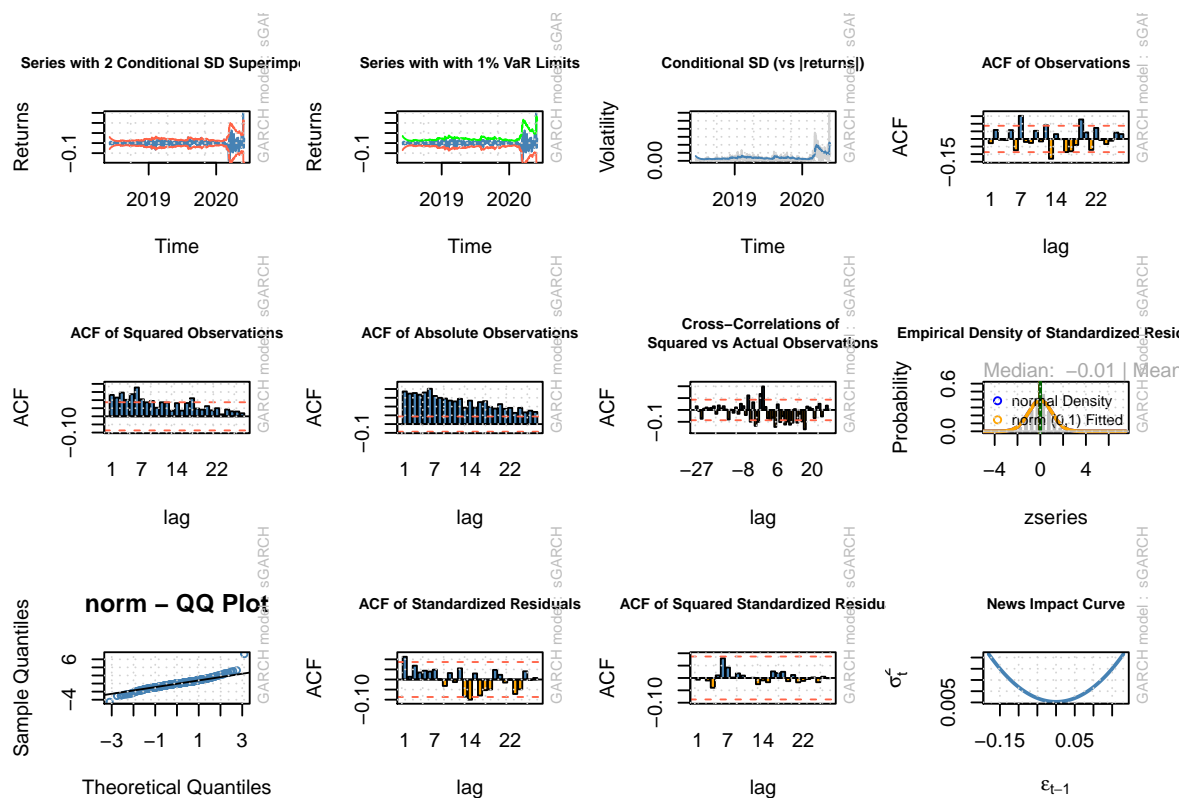 Series with 2 Conditional SD Superimp
Returns
−0.1
2019 2020
Time
GARCH model : sGAR
Series with with 1% VaR Limits
Returns
−0.1
2019 2020
Time
GARCH model : sGAR
Conditional SD (vs |returns|)
Volatility
0.00
2019 2020
Time
GARCH model : sGAR
ACF of Observations
ACF
−0.15
1 7 14 22
lag
GARCH model : sGAR
ACF of Squared Observations
ACF
−0.10
1 7 14 22
lag
GARCH model : sGARCH
ACF of Absolute Observations
ACF
−0.1
1 7 14 22
lag
GARCH model : sGARCH
Cross−Correlations of
Squared vs Actual Observations
ACF
−0.1
−27 −8 6 20
lag
GARCH model : sGARCH
Empirical Density of Standardized Resid
Median: −0.01 | Mean
Probability
0.0 0.6
normal Density
norm (0,1) Fitted
−4 0 4
zseries
GARCH model : sGARCH
norm − QQ Plot
Sample Quantiles
−4 6
−3 −1 1 3
Theoretical Quantiles
GARCH model : sGARCH
ACF of Standardized Residuals
ACF
−0.10
1 7 14 22
lag
GARCH model : sGARCH
ACF of Squared Standardized Residu
ACF
−0.10
1 7 14 22
lag
GARCH model : sGARCH
News Impact Curve
0.005
−0.15 0.05
εt−1
GARCH model : sGARCH